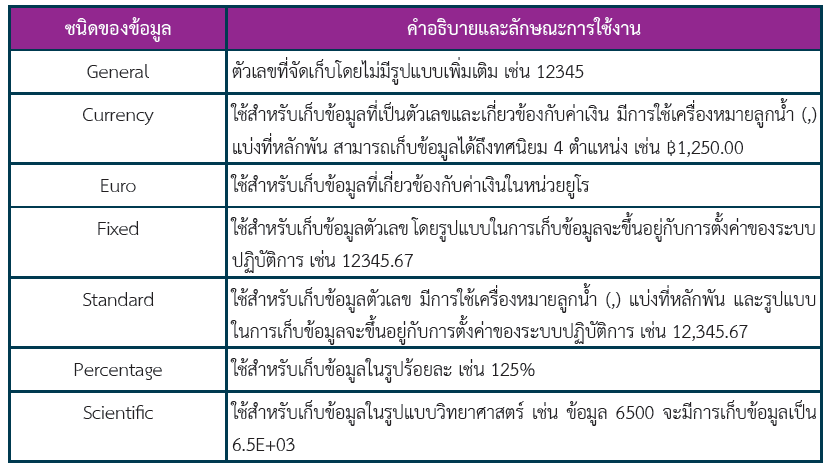 ชนิดของข้อมูล
คำอธิบายและลักษณะการใช้งาน
General
ตัวเลขที่จัดเก็บโดยไม่มีรูปแบบเพิ่มเติม เช่น 12345
Currency
ใช้สำหรับเก็บข้อมูลที่เป็นตัวเลขและเกี่ยวข้องกับค่าเงิน มีการใช้เครื่องหมายลูกน้ำ (,)
แบ่งที่หลักพัน สามารถเก็บข้อมูลได้ถึงทศนิยม 4 ตำแหน่ง เช่น ฿1,250.00
Euro
ใช้สำหรับเก็บข้อมูลที่เกี่ยวข้องกับค่าเงินในหน่วยยูโร
Fixed
ใช้สำหรับเก็บข้อมูลตัวเลข โดยรูปแบบในการเก็บข้อมูลจะขึ้นอยู่กับการตั้งค่าของระบบ
ปฏิบัติการ เช่น 12345.67
Standard
ใช้สำหรับเก็บข้อมูลตัวเลข มีการใช้เครื่องหมายลูกน้ำ (,) แบ่งที่หลักพัน และรูปแบบ
ในการเก็บข้อมูลจะขึ้นอยู่กับการตั้งค่าของระบบปฏิบัติการ เช่น 12,345.67
Percentage
ใช้สำหรับเก็บข้อมูลในรูปร้อยละ เช่น 125%
Scientific
ใช้สำหรับเก็บข้อมูลในรูปแบบวิทยาศาสตร์ เช่น ข้อมูล 6500 จะมีการเก็บข้อมูลเป็น
6.5E+03